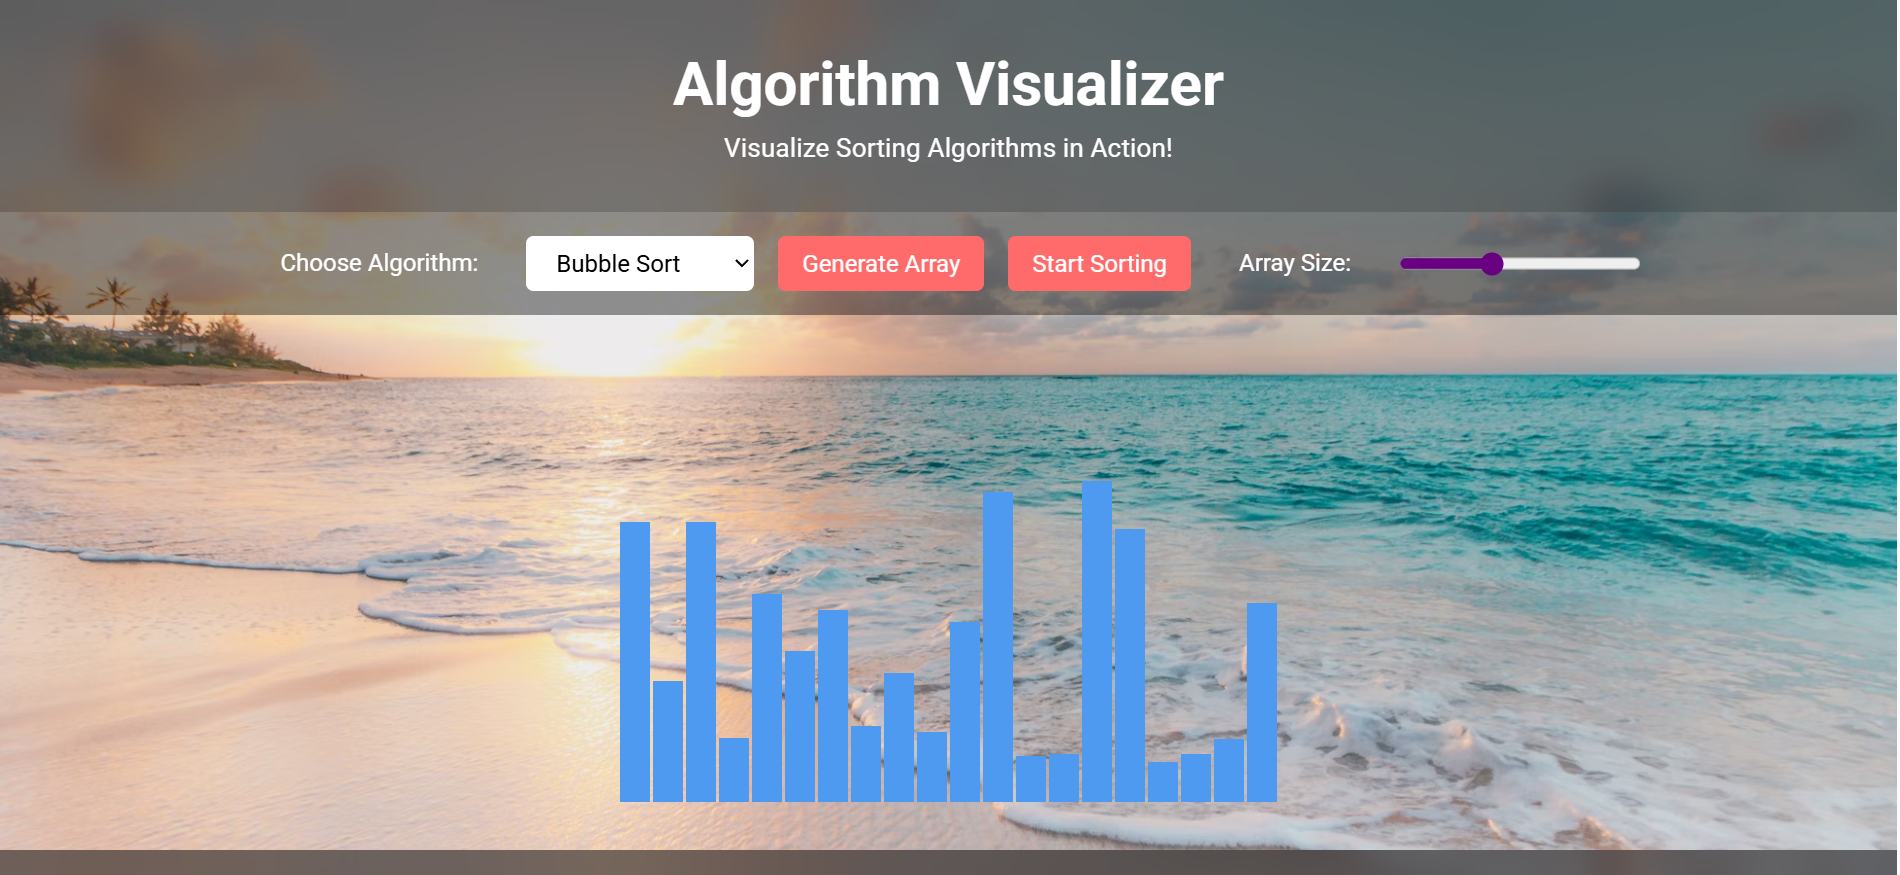 Algorithm Visualizer
Visualize Sorting Algorithms in Action!
Choose Algorithm: Bubble Sort Generate Array Start Sorting Array Size: